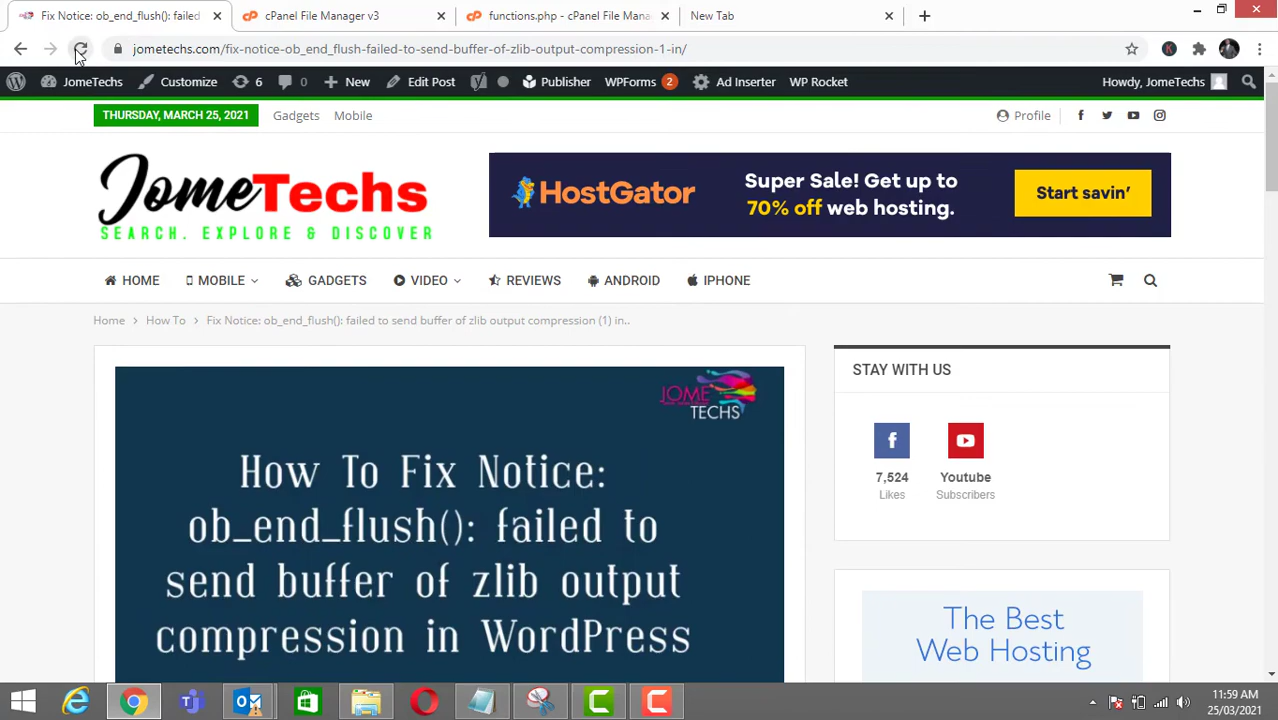 Fix Notice: ob_end_flush(): failed
cPanel File Manager v3
functions.php - cPanel File Mana
New Tab
jometechs.com/fix-notice-ob_end_flush-failed-to-send-buffer-of-zlib-output-compression-1-in/
JomeTechs Customize 6 0 New Edit Post Publisher WPForms 2 Ad Inserter WP Rocket Howdy, JomeTechs
THURSDAY, MARCH 25, 2021 Gadgets Mobile Profile
JomeTechs
SEARCH. EXPLORE & DISCOVER
HostGator
Super Sale! Get up to
70% off web hosting.
Start savin'
HOME MOBILE GADGETS VIDEO REVIEWS ANDROID IPHONE
Home > How To > Fix Notice: ob_end_flush(): failed to send buffer of zlib output compression (1) in..
JOME
TECHS
How To Fix Notice:
ob_end_flush(): failed to
send buffer of zlib output
compression in WordPress
STAY WITH US
7,524
Likes
Youtube
Subscribers
The Best
Web Hosting
11:59 AM
25/03/2021